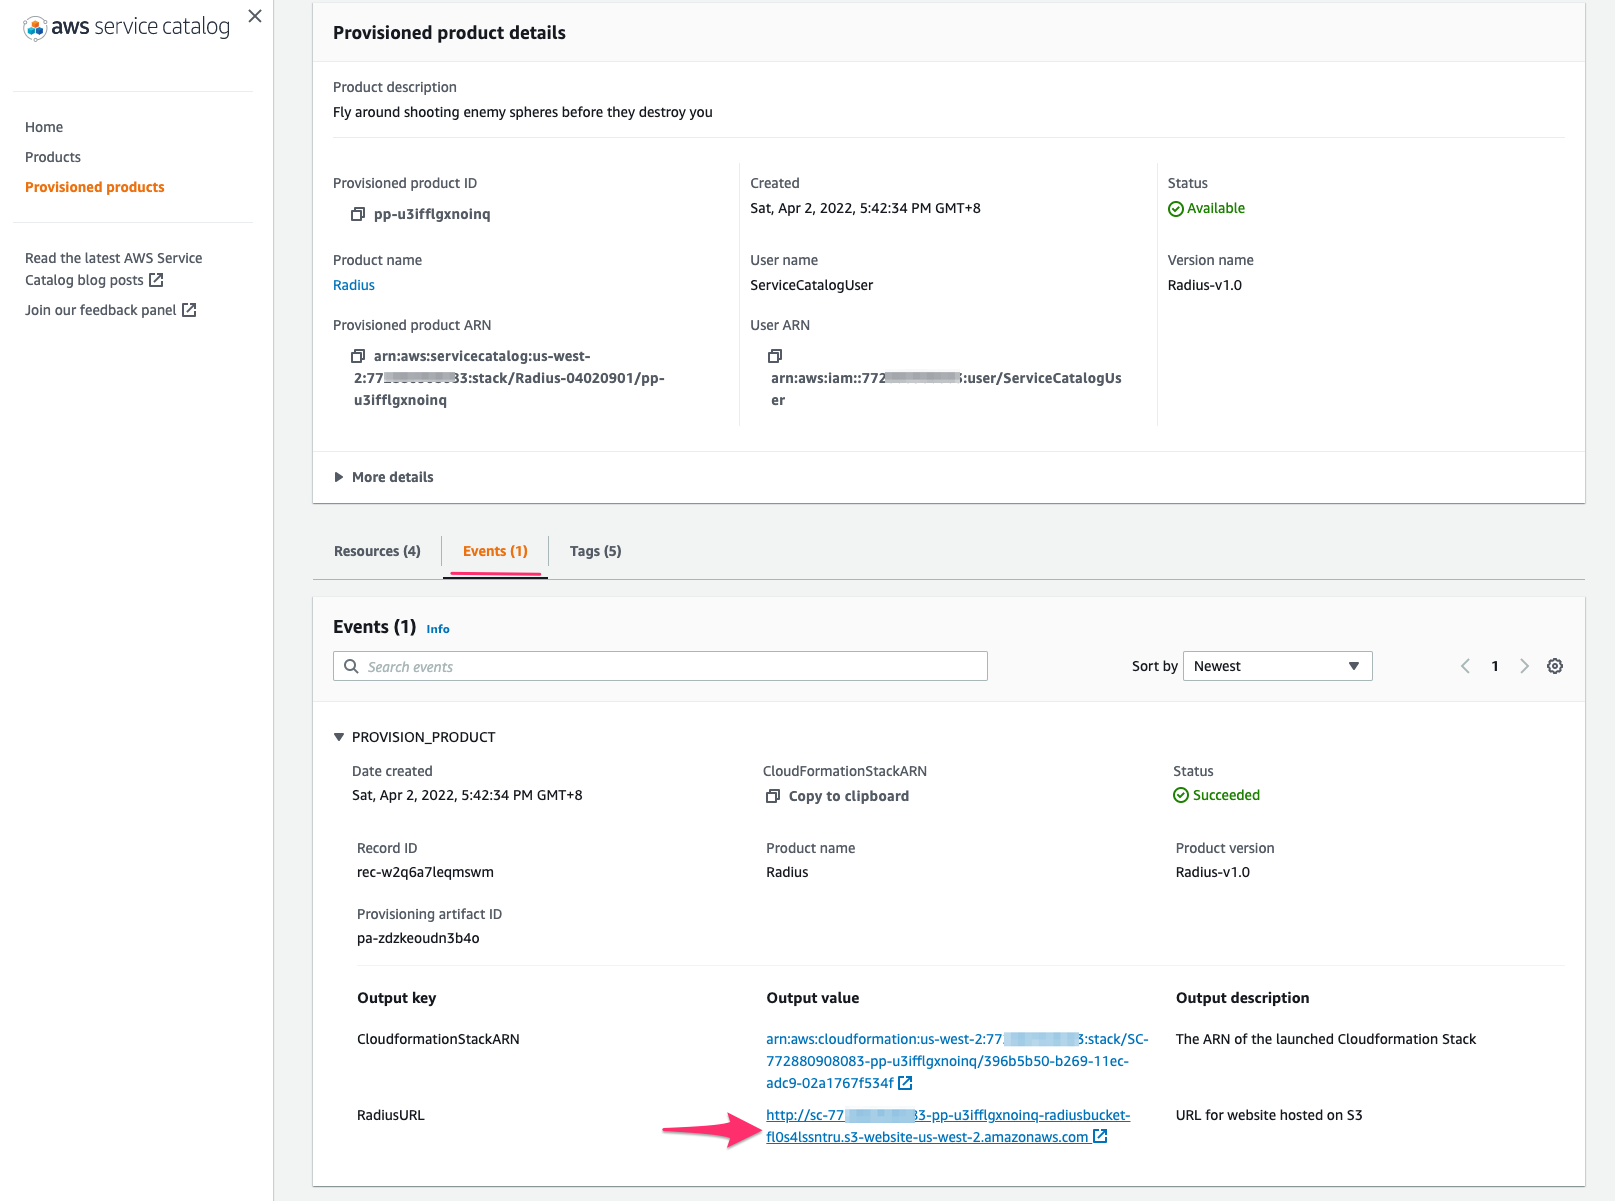 aws service catalog
Home
Products
Provisioned products
Read the latest AWS Service
Catalog blog posts
Join our feedback panel
Provisioned product details
Product description
Fly around shooting enemy spheres before they destroy you
Provisioned product ID
pp-u3ifflgxnoinq
Created
Sat, Apr 2, 2022, 5:42:34 PM GMT+8
Status
Available
Product name
Radius
User name
ServiceCatalogUser
Version name
Radius-v1.0
Provisioned product ARN
arn:aws:servicecatalog:us-west-
2:77 83:stack/Radius-04020901/pp-
u3ifflgxnoinq
User ARN
arn:aws:iam::772 :user/ServiceCatalogUs
er
More details
Resources (4)
Events (1)
Tags (5)
Events (1) Info
Search events
Sort by Newest
1
PROVISION_PRODUCT
Date created
Sat, Apr 2, 2022, 5:42:34 PM GMT+8
CloudFormationStackARN
Copy to clipboard
Status
Succeeded
Record ID
rec-w2q6a7leqmswm
Product name
Radius
Product version
Radius-v1.0
Provisioning artifact ID
pa-zdzkeoudn3b4o
Output key
Output value
Output description
CloudformationStackARN
arn:aws:cloudformation:us-west-2:77 3:stack/SC-
772880908083-pp-u3ifflgxnoinq/396b5b50-b269-11ec-
adc9-02a1767f534f
The ARN of the launched Cloudformation Stack
RadiusURL
http://sc-77 83-pp-u3ifflgxnoinq-radiusbucket-
fl0s4lssntru.s3-website-us-west-2.amazonaws.com
URL for website hosted on S3